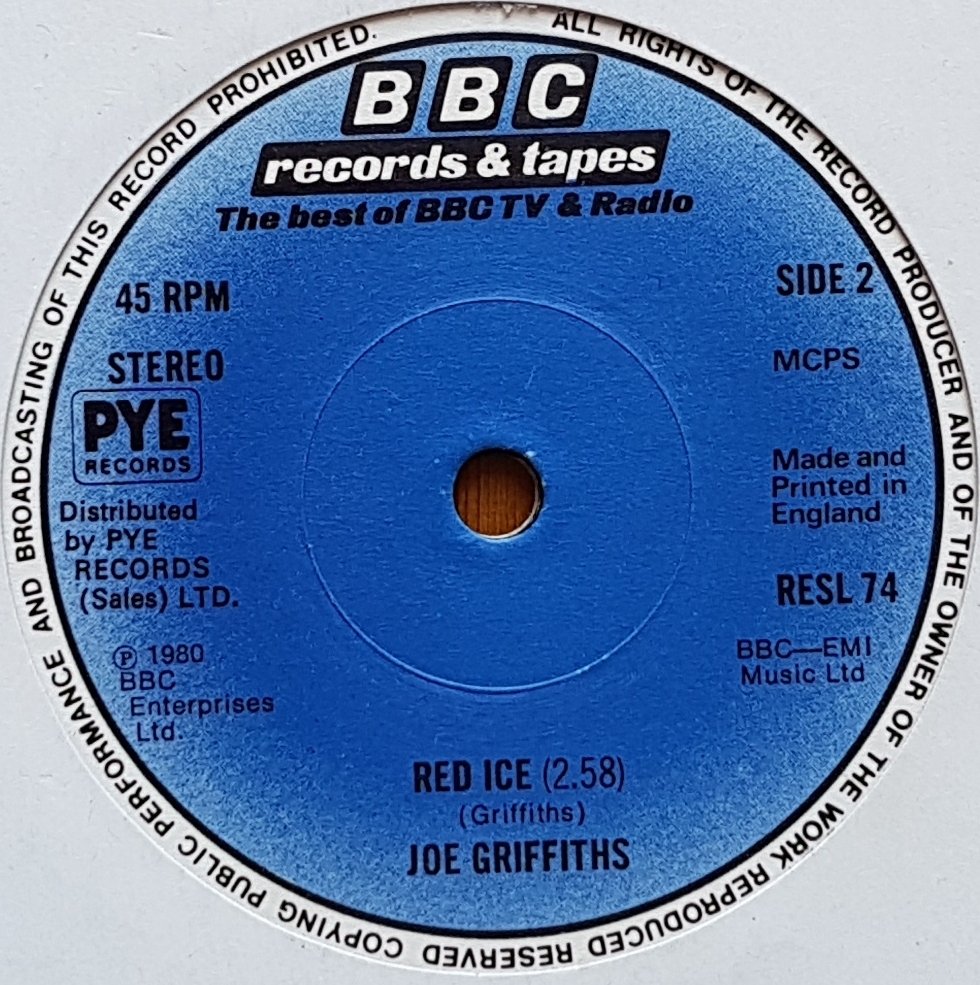 ALL RIGHTS OF THE RECORD PRODUCER AND OF THE OWNER OF THE WORK REPRODUCED RESERVED COPYING PUBLIC PERFORMANCE AND BROADCASTING OF THIS RECORD PROHIBITED.
BBC
records & tapes
The best of BBC TV & Radio
45 RPM
SIDE 2
STEREO
MCPS
PYE
RECORDS
Distributed
by PYE
RECORDS
(Sales) LTD.
Made and
Printed in
England
RESL 74
℗ 1980
BBC
Enterprises
Ltd.
BBC—EMI
Music Ltd
RED ICE (2.58)
(Griffiths)
JOE GRIFFITHS